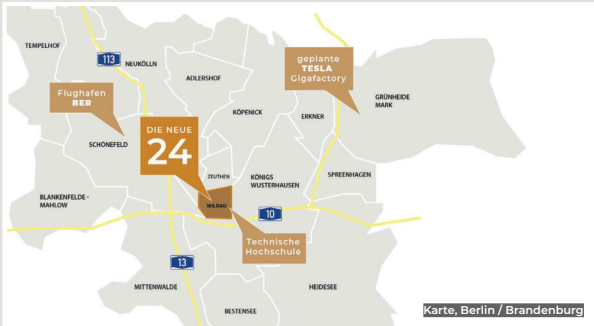 TEMPELHOF
113
NEUKÖLLN
ADLERSHOF
geplante
TESLA
Gigafactory
GRÜNHEIDE
MARK
Flughafen
BER
KÖPENICK
ERKNER
DIE NEUE
24
SCHÖNEFELD
ZEUTHEN
KÖNIGS
WUSTERHAUSEN
SPREENHAGEN
BLANKENFELDE -
MAHLOW
WILDAU
10
Technische
Hochschule
13
MITTENWALDE
HEIDESEE
BESTENSEE
Karte, Berlin / Brandenburg